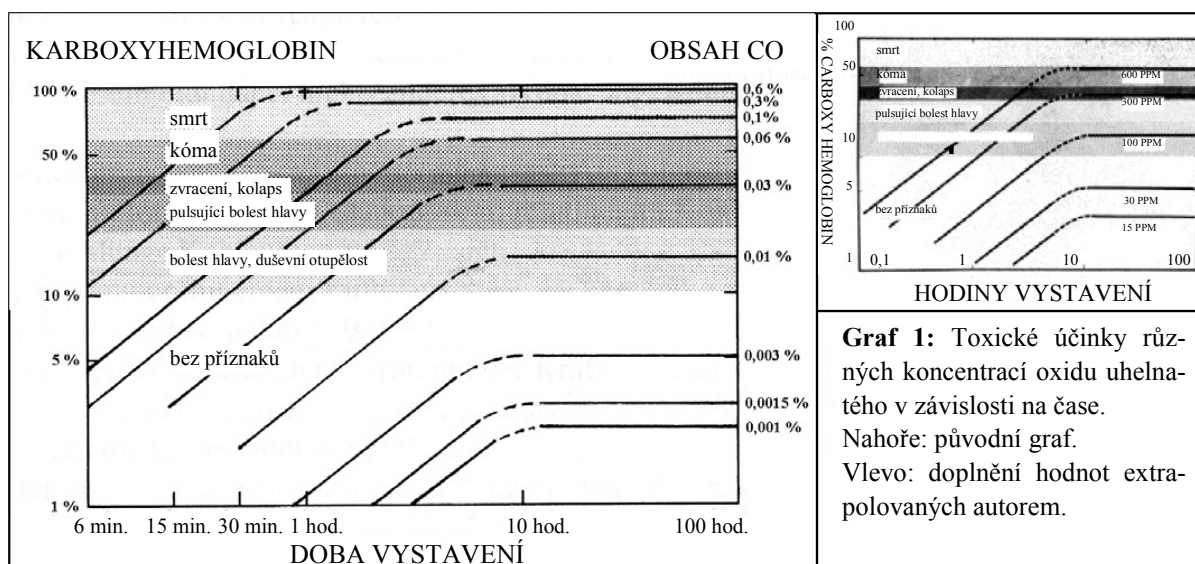 KARBOXYHEMOGLOBIN OBSAH CO
100 %
50 %
10 %
5 %
1 %
smrt
kóma
zvracení, kolaps
pulsující bolest hlavy
bolest hlavy, duševní otupělost
bez příznaků
0,6 %
0,3%
0,1%
0,06 %
0,03 %
0,01 %
0,003 %
0,0015 %
0,001 %
6 min. 15 min. 30 min. 1 hod. 10 hod. 100 hod.
DOBA VYSTAVENÍ
% CARBOXY HEMOGLOBIN
100
50
10
5
1
smrt
kóma
zvracení, kolaps
pulsující bolest hlavy
bez příznaků
600 PPM
300 PPM
100 PPM
30 PPM
15 PPM
0,1 1 10 100
HODINY VYSTAVENÍ
Graf 1: Toxické účinky růz-
ných koncentrací oxidu uhelna-
tého v závislosti na čase.
Nahoře: původní graf.
Vlevo: doplnění hodnot extra-
polovaných autorem.